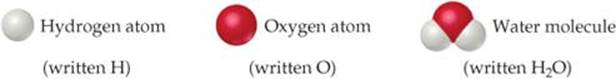 Hydrogen atom
(written H)
Oxygen atom
(written O)
Water molecule
(written H₂O)